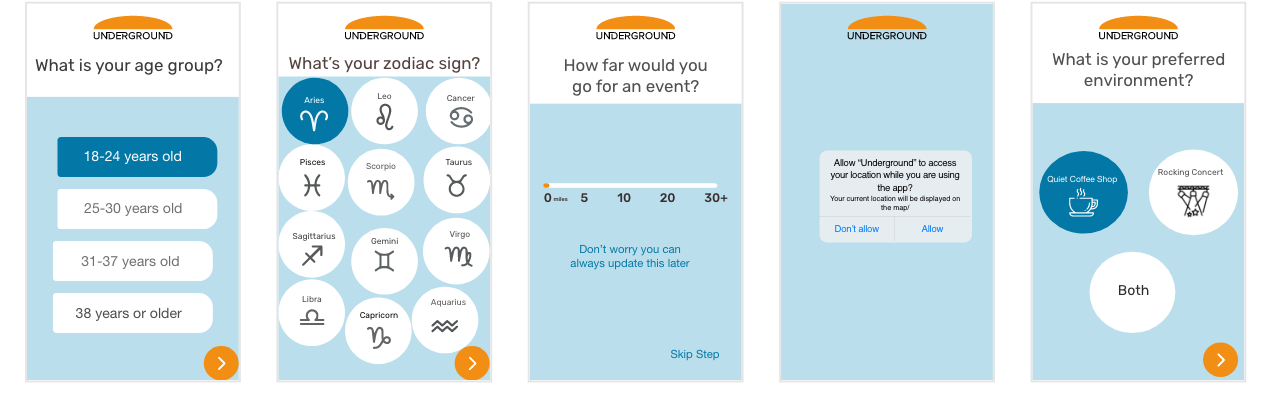 UNDERGROUND
What is your age group?
18-24 years old
25-30 years old
31-37 years old
38 years or older
UNDERGROUND
What's your zodiac sign?
Aries
Leo
Cancer
Pisces
Scorpio
Taurus
Sagittarius
Gemini
Virgo
Libra
Capricorn
Aquarius
UNDERGROUND
How far would you
go for an event?
0 miles 5 10 20 30+
Don't worry you can
always update this later
Skip Step
UNDERGROUND
Allow “Underground” to access
your location while you are using
the app?
Your current location will be displayed on
the map/
Don't allow
Allow
UNDERGROUND
What is your preferred
environment?
Quiet Coffee Shop
Rocking Concert
Both